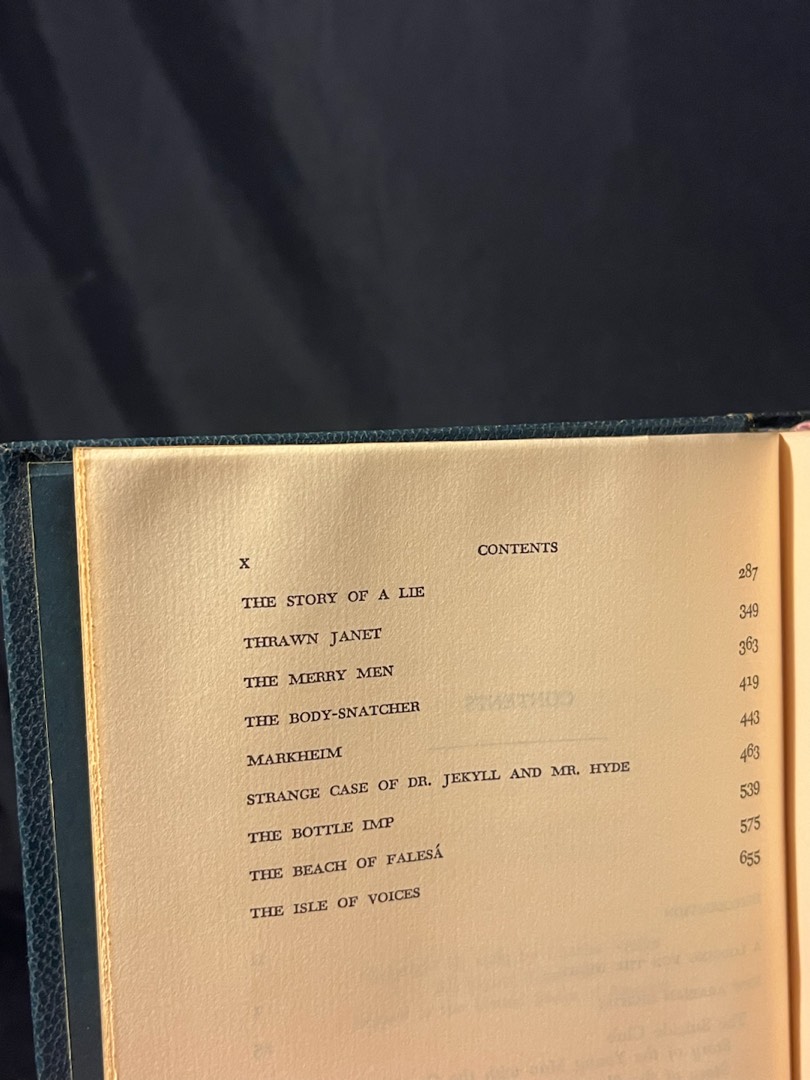 X CONTENTS
THE STORY OF A LIE 287
THRAWN JANET 349
THE MERRY MEN 363
THE BODY-SNATCHER 419
MARKHEIM 443
STRANGE CASE OF DR. JEKYLL AND MR. HYDE 463
THE BOTTLE IMP 539
THE BEACH OF FALESÁ 575
THE ISLE OF VOICES 655